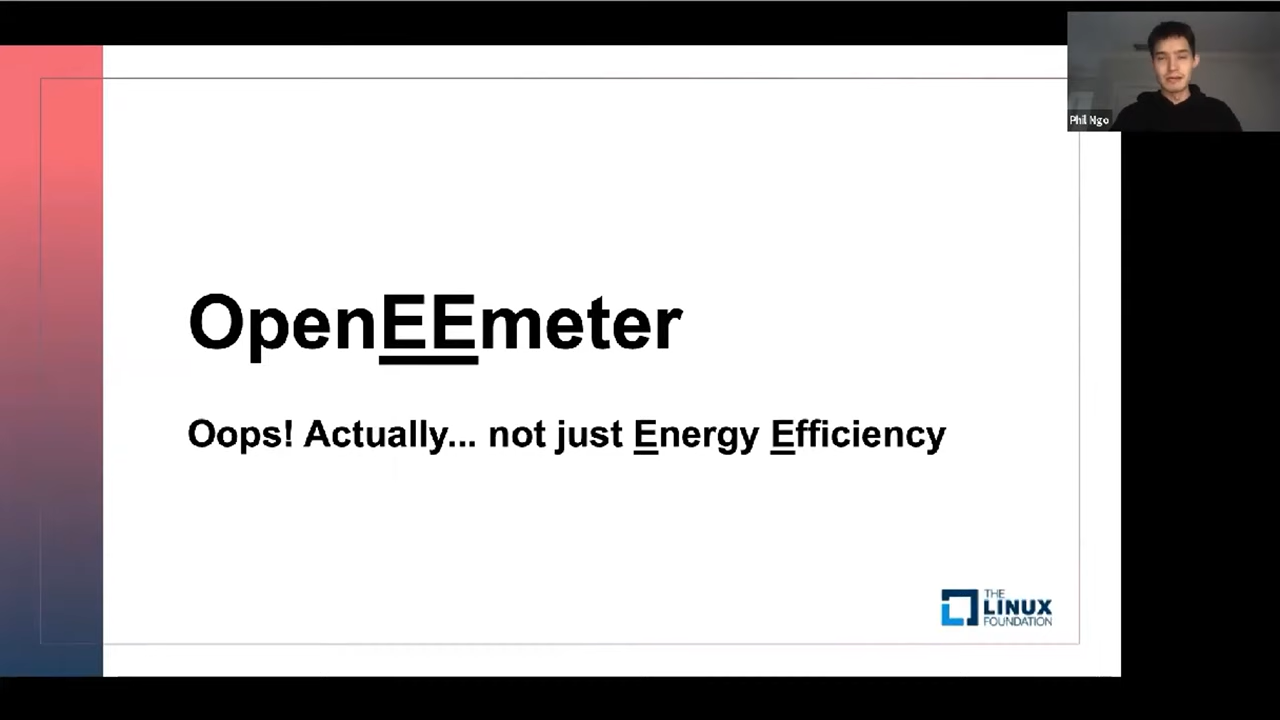 Phil Ngo
OpenEEmeter
Oops! Actually... not just Energy Efficiency
THE
LINUX
FOUNDATION